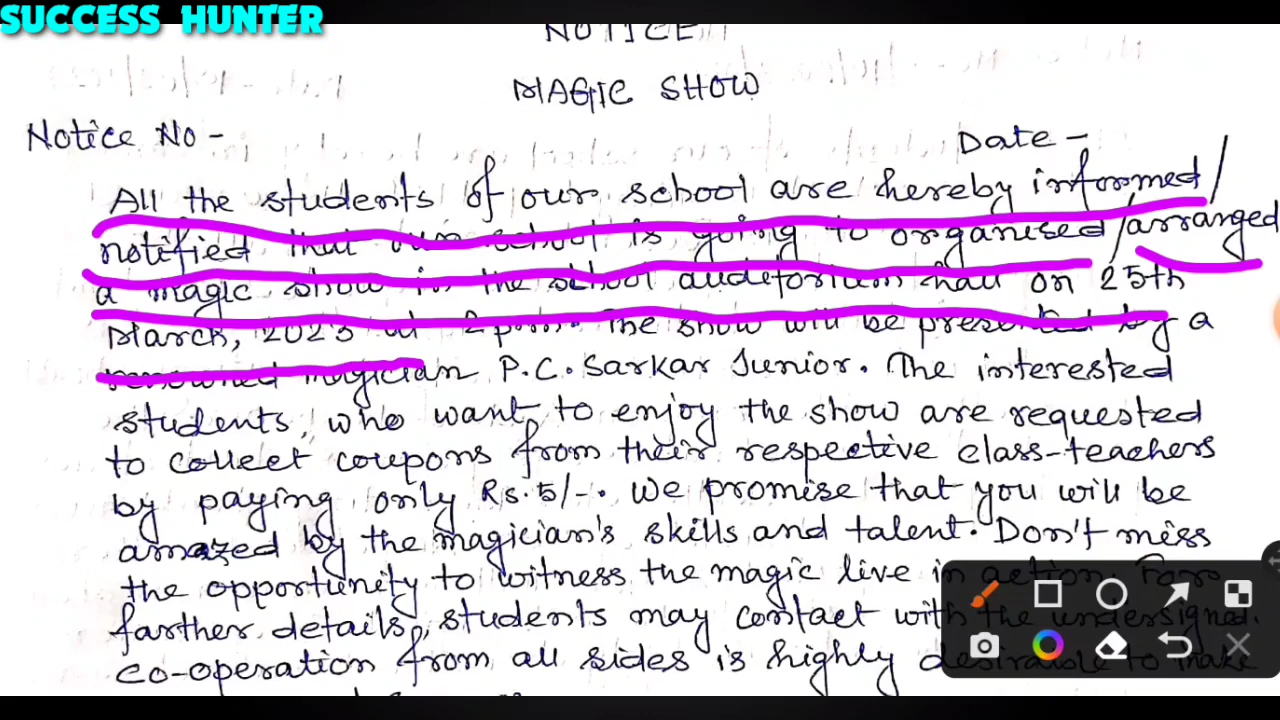 SUCCESS HUNTER
NOTICE
MAGIC SHOW
Notice No -
Date -
All the students of our school are hereby informed/
notified that our school is going to organised/arranged
a magic show in the school audetorium hall on 25th
March, 2023 at 2 p.m. The show will be presented by a
renowned magician P.C. Sarkar Junior. The interested
students, who want to enjoy the show are requested
to collect coupons from their respective class-teachers
by paying only Rs. 5/-. We promise that you will be
amazed by the magician's skills and talent. Don't miss
the opportunity to witness the magic live in action. For
farther details, students may contact with the undersigned.
co-operation from all sides is highly desirable to make